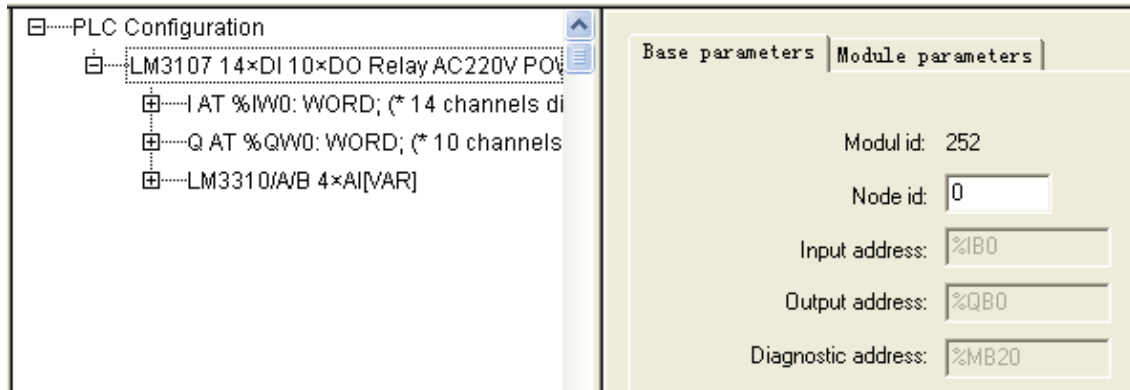 PLC Configuration
LM3107 14×DI 10×DO Relay AC220V
I AT %IW0: WORD; (* 14 channels di
Q AT %QW0: WORD; (* 10 channels
LM3310/A/B 4×AI[VAR]
Base parameters
Module parameters
Modul id: 252
Node id: 0
Input address: %IB0
Output address: %QB0
Diagnostic address: %MB20